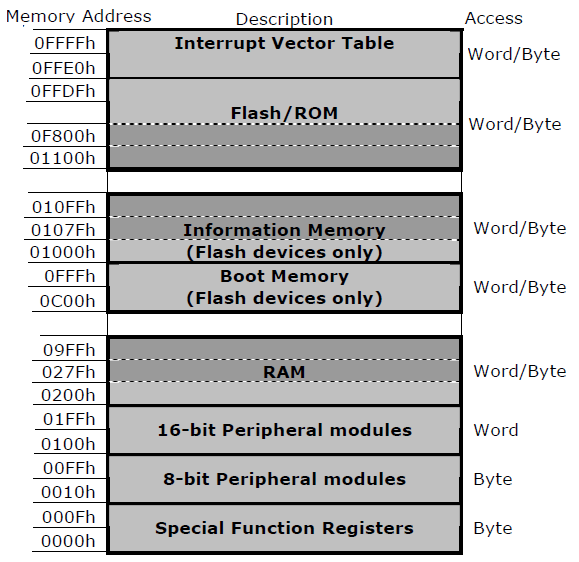 Memory Address Description Access
0FFFFh Interrupt Vector Table
Word/Byte
0FFE0h
0FFDFh
Flash/ROM
Word/Byte
0F800h
01100h
010FFh
0107Fh Information Memory Word/Byte
01000h (Flash devices only)
0FFFh Boot Memory
Word/Byte
0C00h (Flash devices only)
09FFh
027Fh RAM Word/Byte
0200h
01FFh
16-bit Peripheral modules Word
0100h
00FFh
8-bit Peripheral modules Byte
0010h
000Fh
Special Function Registers Byte
0000h